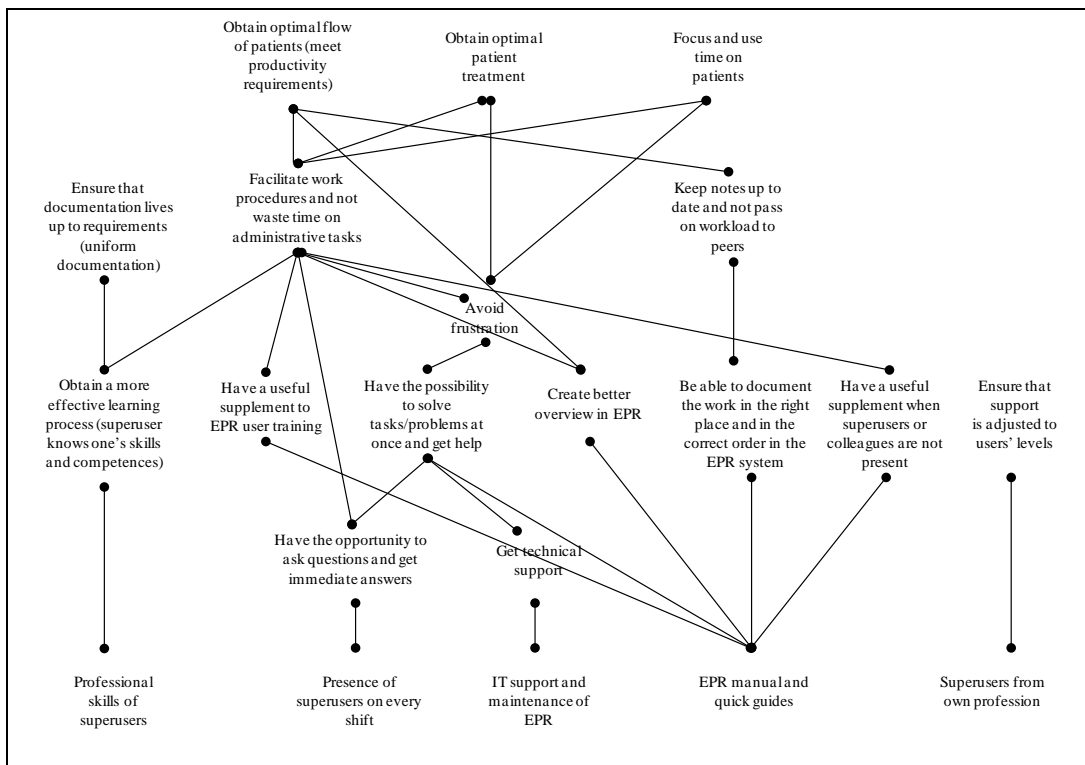 Obtain optimal flow
of patients (meet
productivity
requirements)
Obtain optimal
patient
treatment
Focus and use
time on
patients
Ensure that
documentation lives
up to requirements
(uniform
documentation)
Facilitate work
procedures and not
waste time on
administrative tasks
Keep notes up to
date and not pass
on workload to
peers
Avoid
frustration
Obtain a more
effective learning
process (superuser
knows one's skills
and competences)
Have a useful
supplement to
EPR user training
Have the possibility
to solve
tasks/problems at
once and get help
Create better
overview in EPR
Be able to document
the work in the right
place and in the
correct order in the
EPR system
Have a useful
supplement when
superusers or
colleagues are not
present
Ensure that
support
is adjusted to
users' levels
Have the opportunity to
ask questions and get
immediate answers
Get technical
support
Professional
skills of
superusers
Presence of
superusers on every
shift
IT support and
maintenance of
EPR
EPR manual and
quick guides
Superusers from
own profession